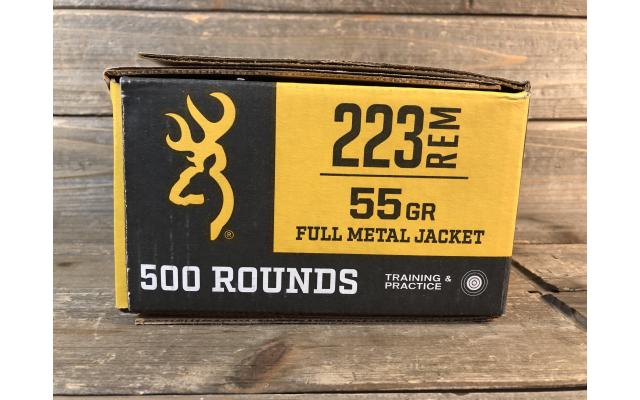 223 REM
55 GR
FULL METAL JACKET
®
500 ROUNDS
TRAINING &
PRACTICE